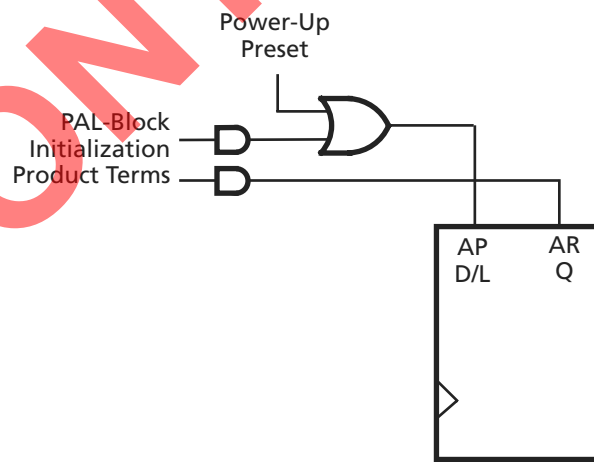 Power-Up
Preset
PAL-Block
Initialization
Product Terms
AP
AR
D/L
Q